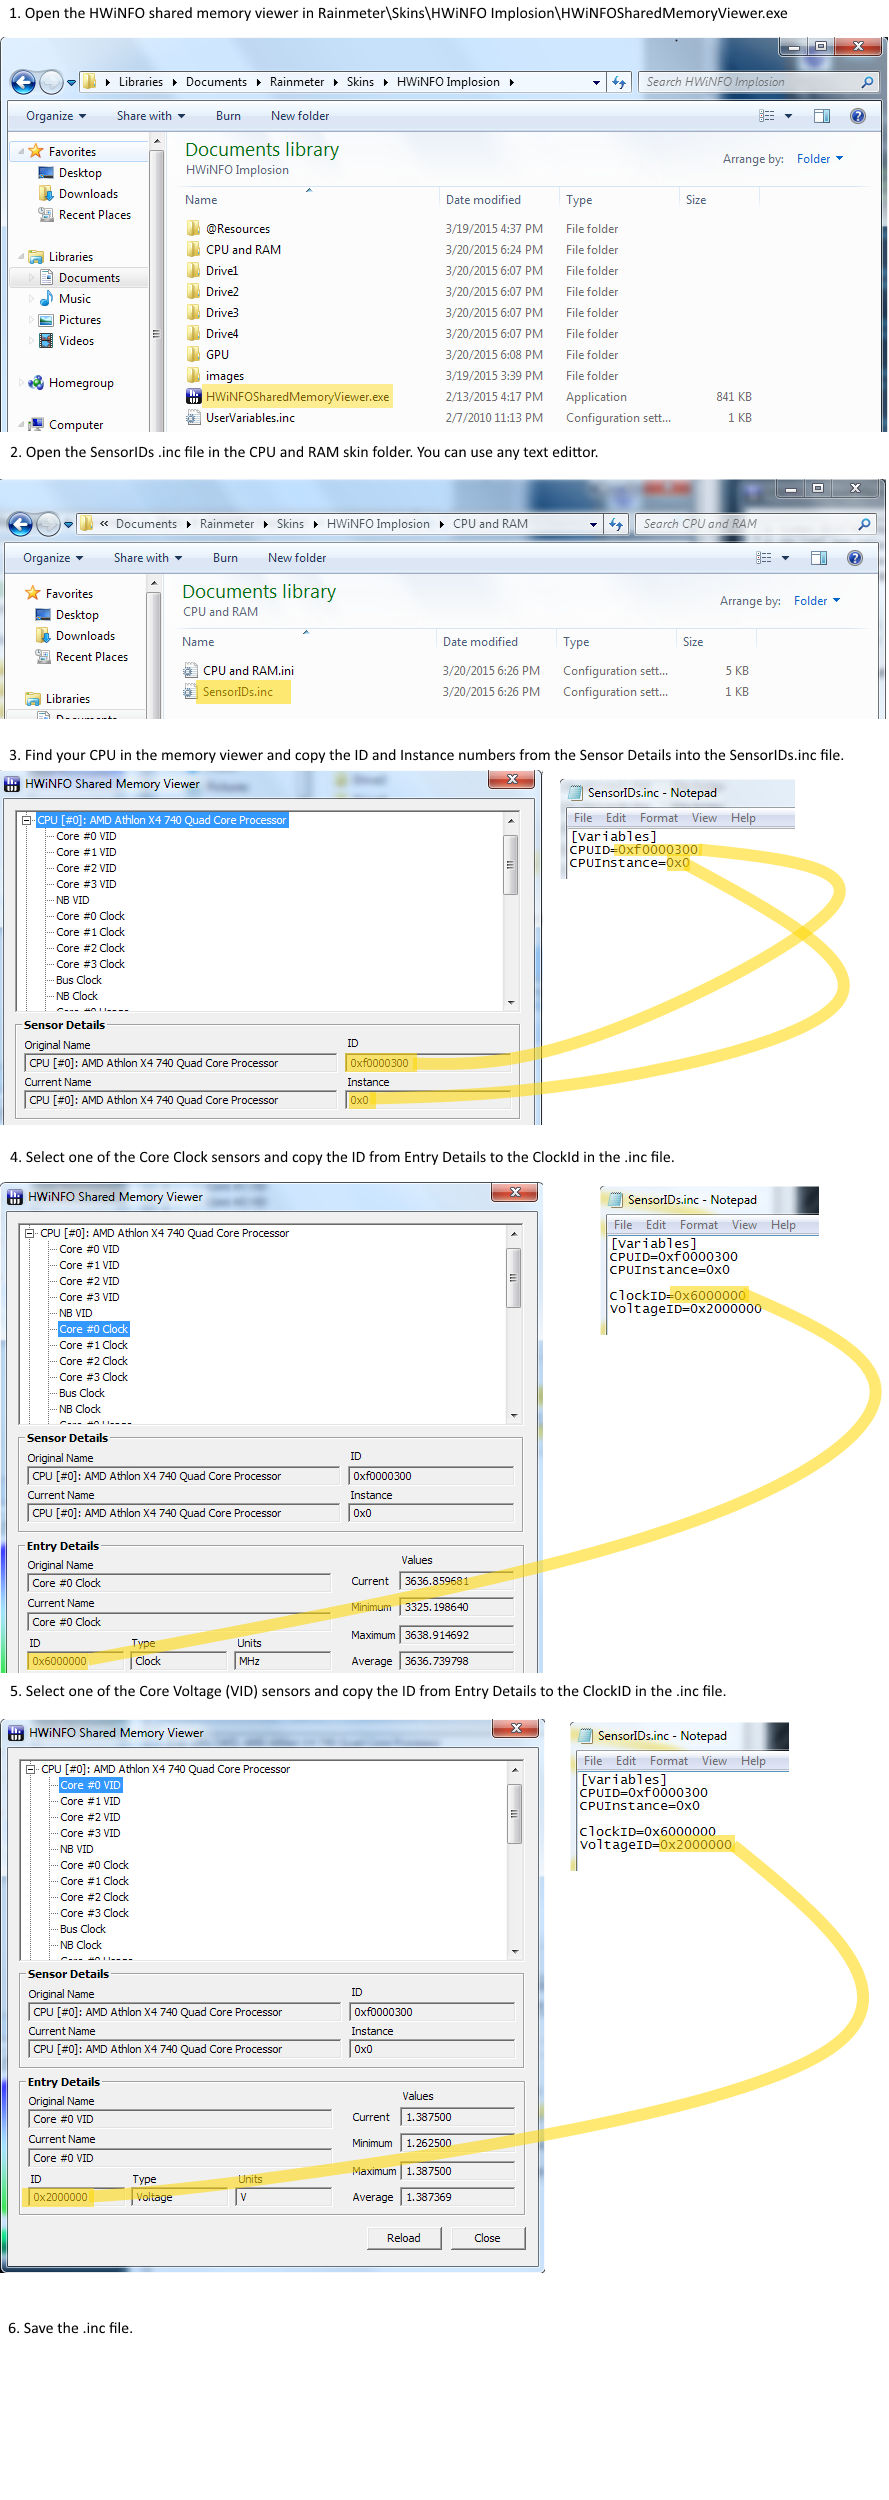 1. Open the HWiNFO shared memory viewer in Rainmeter\Skins\HWiNFO Implosion\HWiNFOSharedMemoryViewer.exe
Libraries Documents Rainmeter Skins HWiNFO Implosion Search HWiNFO Implosion
Organize Share with Burn New folder
Favorites
Desktop
Downloads
Recent Places
Libraries
Documents
Music
Pictures
Videos
Homegroup
Computer
Documents library
HWiNFO Implosion
Arrange by: Folder
Name Date modified Type Size
@Resources 3/19/2015 4:37 PM File folder
CPU and RAM 3/20/2015 6:24 PM File folder
Drive1 3/20/2015 6:07 PM File folder
Drive2 3/20/2015 6:07 PM File folder
Drive3 3/20/2015 6:07 PM File folder
Drive4 3/20/2015 6:07 PM File folder
GPU 3/20/2015 6:08 PM File folder
images 3/19/2015 3:39 PM File folder
HWiNFOSharedMemoryViewer.exe 2/13/2015 4:17 PM Application 841 KB
UserVariables.inc 2/7/2010 11:13 PM Configuration sett... 1 KB
2. Open the SensorIDs .inc file in the CPU and RAM skin folder. You can use any text edittor.
« Documents Rainmeter Skins HWiNFO Implosion CPU and RAM Search CPU and RAM
Organize Share with Burn New folder
Favorites
Desktop
Downloads
Recent Places
Libraries
Documents
Documents library
CPU and RAM
Arrange by: Folder
Name Date modified Type Size
CPU and RAM.ini 3/20/2015 6:26 PM Configuration sett... 5 KB
SensorIDs.inc 3/20/2015 6:26 PM Configuration sett... 1 KB
3. Find your CPU in the memory viewer and copy the ID and Instance numbers from the Sensor Details into the SensorIDs.inc file.
HWiNFO Shared Memory Viewer
CPU [#0]: AMD Athlon X4 740 Quad Core Processor
Core #0 VID
Core #1 VID
Core #2 VID
Core #3 VID
NB VID
Core #0 Clock
Core #1 Clock
Core #2 Clock
Core #3 Clock
Bus Clock
NB Clock
Sensor Details
Original Name ID
CPU [#0]: AMD Athlon X4 740 Quad Core Processor 0xf0000300
Current Name Instance
CPU [#0]: AMD Athlon X4 740 Quad Core Processor 0x0
SensorIDs.inc - Notepad
File Edit Format View Help
[Variables]
CPUID=0xf0000300
CPUInstance=0x0
4. Select one of the Core Clock sensors and copy the ID from Entry Details to the ClockId in the .inc file.
HWiNFO Shared Memory Viewer
CPU [#0]: AMD Athlon X4 740 Quad Core Processor
Core #0 VID
Core #1 VID
Core #2 VID
Core #3 VID
NB VID
Core #0 Clock
Core #1 Clock
Core #2 Clock
Core #3 Clock
Bus Clock
NB Clock
Sensor Details
Original Name ID
CPU [#0]: AMD Athlon X4 740 Quad Core Processor 0xf0000300
Current Name Instance
CPU [#0]: AMD Athlon X4 740 Quad Core Processor 0x0
Entry Details
Original Name Values
Core #0 Clock Current 3636.859681
Current Name Minimum 3325.198640
Core #0 Clock
ID Type Units Maximum 3638.914692
0x6000000 Clock MHz Average 3636.739798
SensorIDs.inc - Notepad
File Edit Format View Help
[Variables]
CPUID=0xf0000300
CPUInstance=0x0
ClockID=0x6000000
VoltageID=0x2000000
5. Select one of the Core Voltage (VID) sensors and copy the ID from Entry Details to the ClockID in the .inc file.
HWiNFO Shared Memory Viewer
CPU [#0]: AMD Athlon X4 740 Quad Core Processor
Core #0 VID
Core #1 VID
Core #2 VID
Core #3 VID
NB VID
Core #0 Clock
Core #1 Clock
Core #2 Clock
Core #3 Clock
Bus Clock
NB Clock
Sensor Details
Original Name ID
CPU [#0]: AMD Athlon X4 740 Quad Core Processor 0xf0000300
Current Name Instance
CPU [#0]: AMD Athlon X4 740 Quad Core Processor 0x0
Entry Details
Original Name Values
Core #0 VID Current 1.387500
Current Name Minimum 1.262500
Core #0 VID
ID Type Units Maximum 1.387500
0x2000000 Voltage V Average 1.387369
Reload Close
SensorIDs.inc - Notepad
File Edit Format View Help
[Variables]
CPUID=0xf0000300
CPUInstance=0x0
ClockID=0x6000000
VoltageID=0x2000000
6. Save the .inc file.